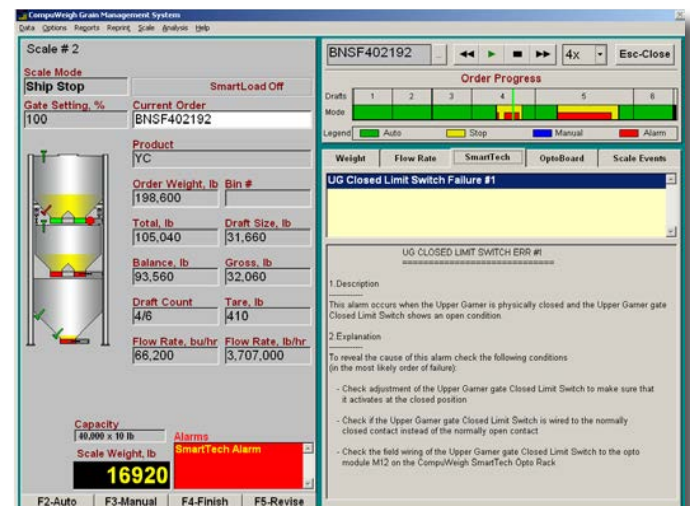 CompuWeigh Grain Management System
Data Options Reports Reprint Scale Analysis Help
Scale # 2
Scale Mode
Ship Stop
SmartLoad Off
Gate Setting, %
Current Order
100
BNSF402192
Product
YC
Order Weight, lb Bin #
198,600
Total, lb Draft Size, lb
105,040 31,660
Balance, lb Gross, lb
93,560 32,060
Draft Count Tare, lb
4/6 410
Flow Rate, bu/hr Flow Rate, lb/hr
66,200 3,707,000
Capacity
40,000 x 10 lb
Alarms
Scale Weight, lb
SmartTech Alarm
16920
F2-Auto F3-Manual F4-Finish F5-Revise
BNSF402192 ... 4x Esc-Close
Order Progress
Drafts 1 2 3 4 5 6
Mode
Legend Auto Stop Manual Alarm
Weight Flow Rate SmartTech OptoBoard Scale Events
UG Closed Limit Switch Failure #1
UG CLOSED LIMIT SWITCH ERR #1
==============================
1.Description
This alarm occurs when the Upper Garner is physically closed and the Upper Garner gate
Closed Limit Switch shows an open condition.
2.Explanation
To reveal the cause of this alarm check the following conditions
(in the most likely order of failure):
- Check adjustment of the Upper Garner gate Closed Limit Switch to make sure that
it activates at the closed position
- Check if the Upper Garner gate Closed Limit Switch is wired to the normally
closed contact instead of the normally open contact
- Check the field wiring of the Upper Garner gate Closed Limit Switch to the opto
module M12 on the CompuWeigh SmartTech Opto Rack